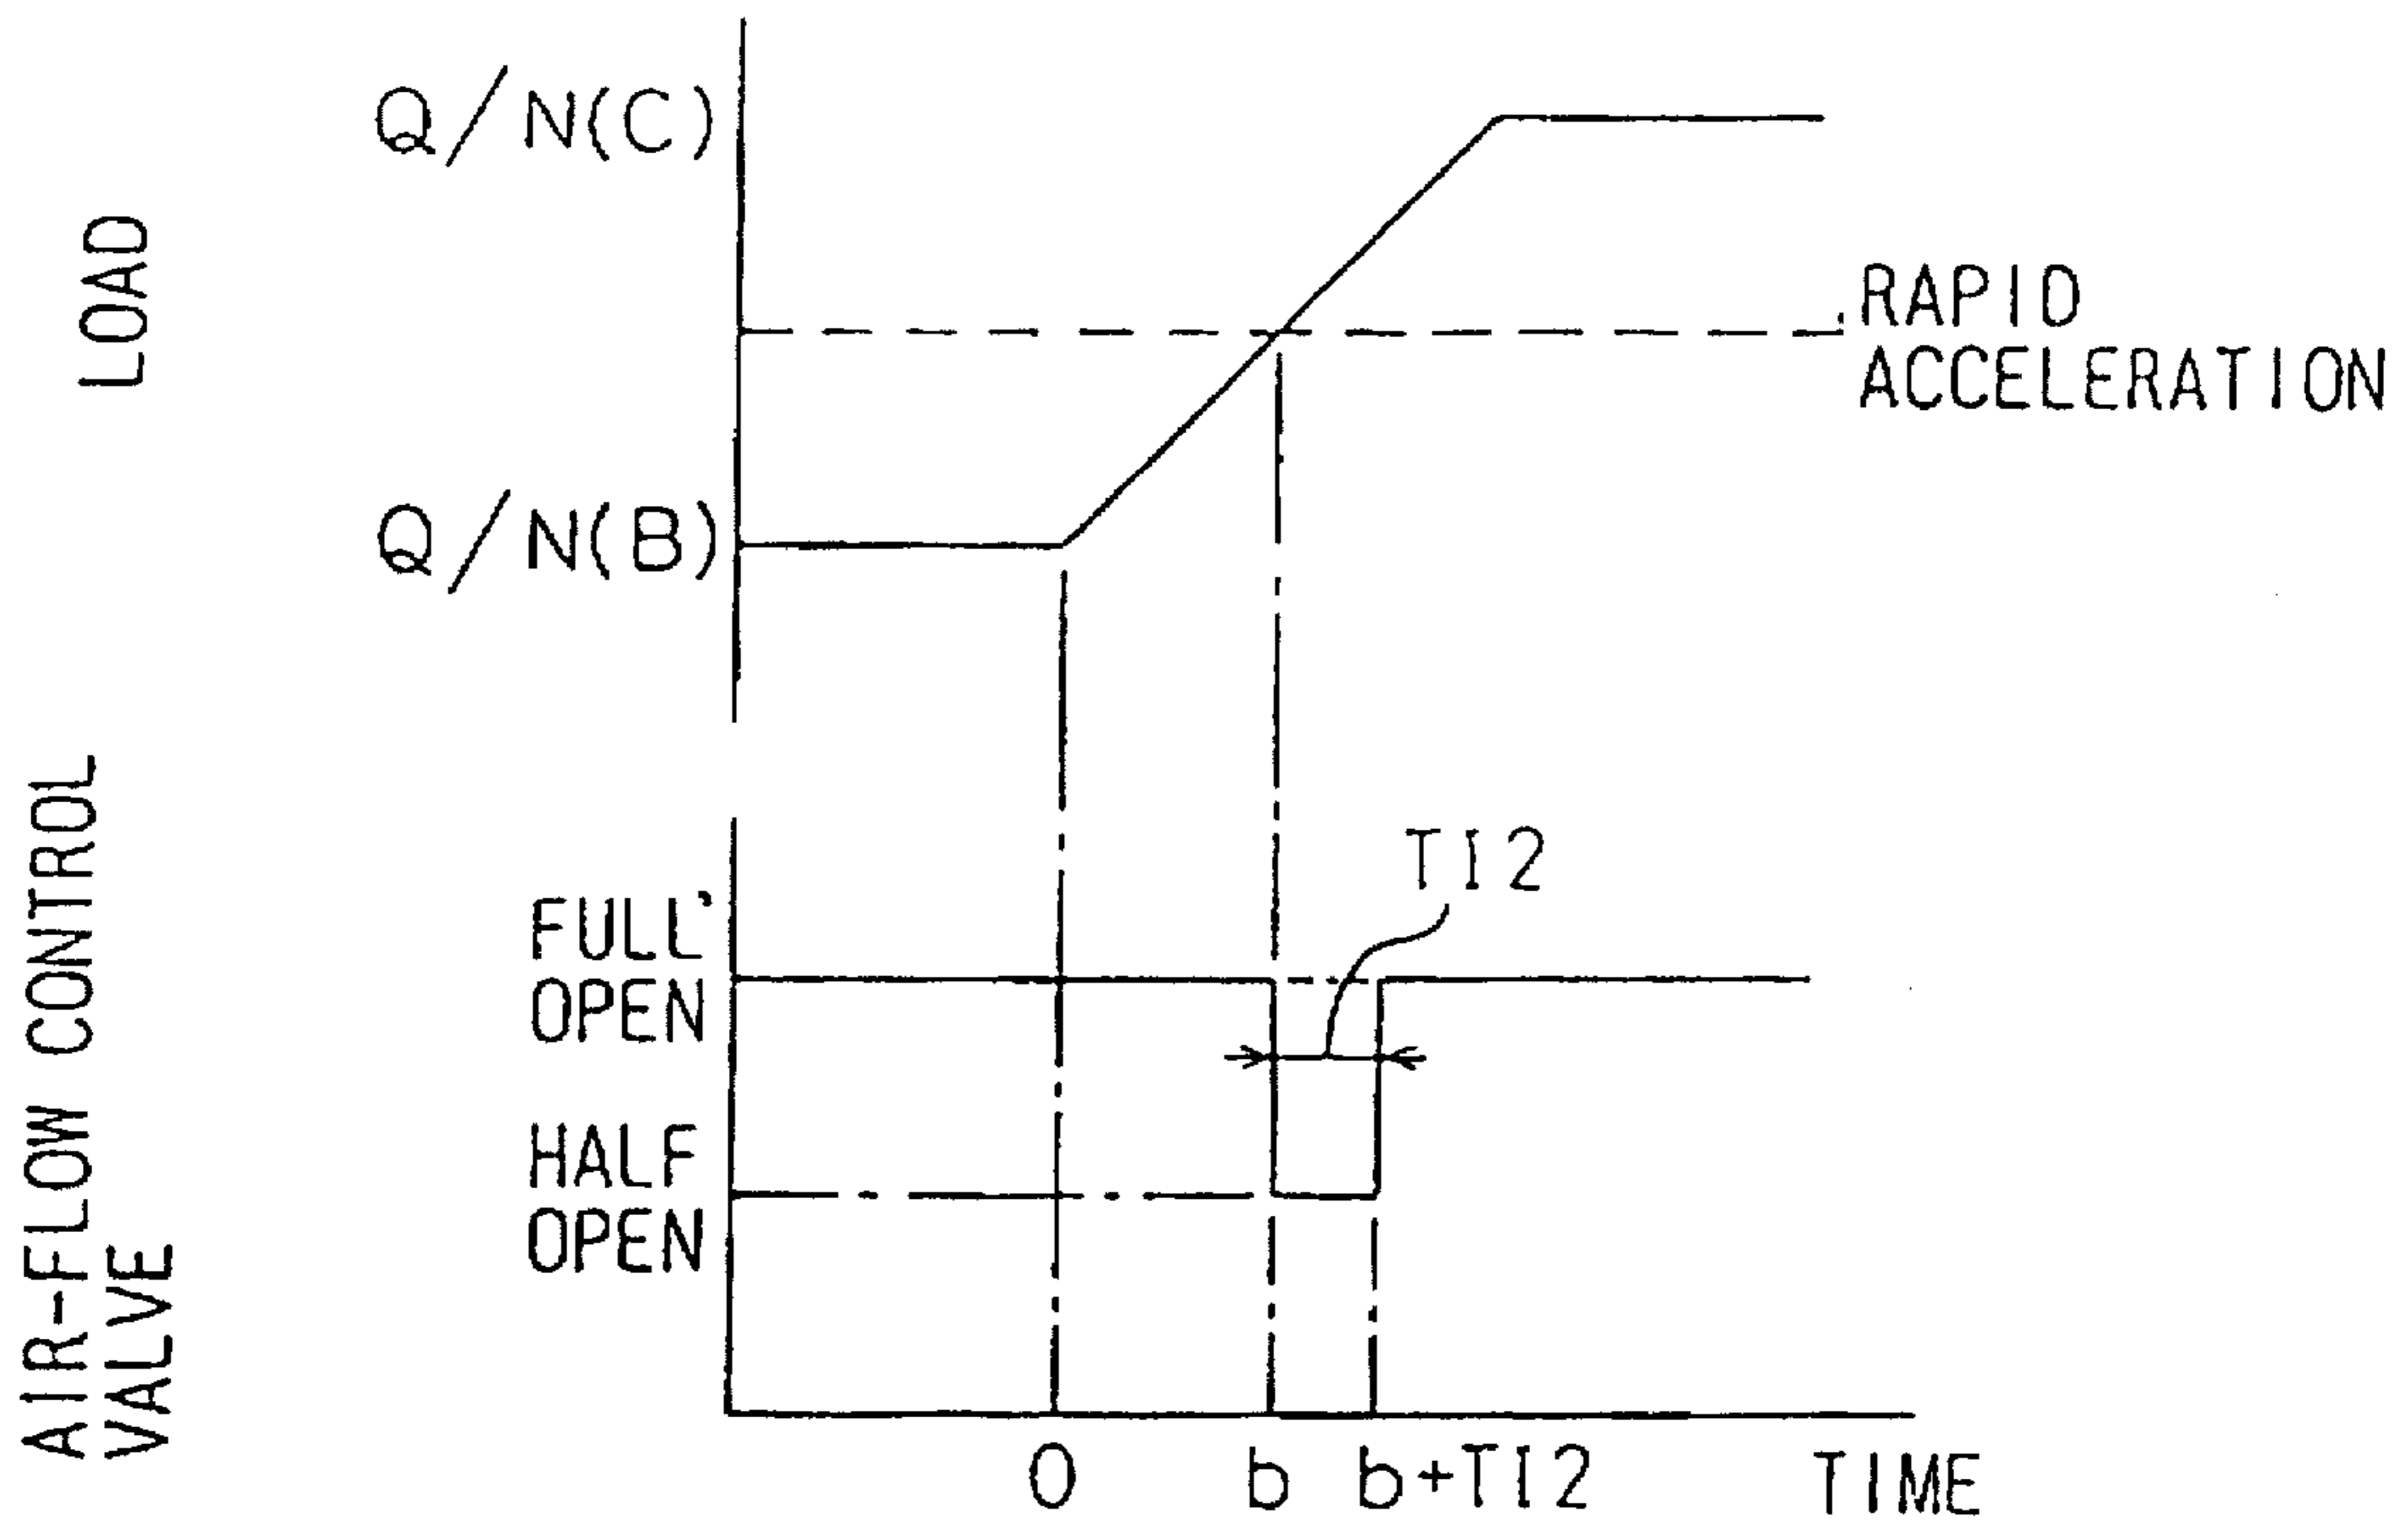 LOAD
Q/N(C)
RAPID
ACCELERATION
Q/N(B)
AIR-FLOW CONTROL
VALVE
TI2
FULL
OPEN
HALF
OPEN
0
b
b+TI2
TIME